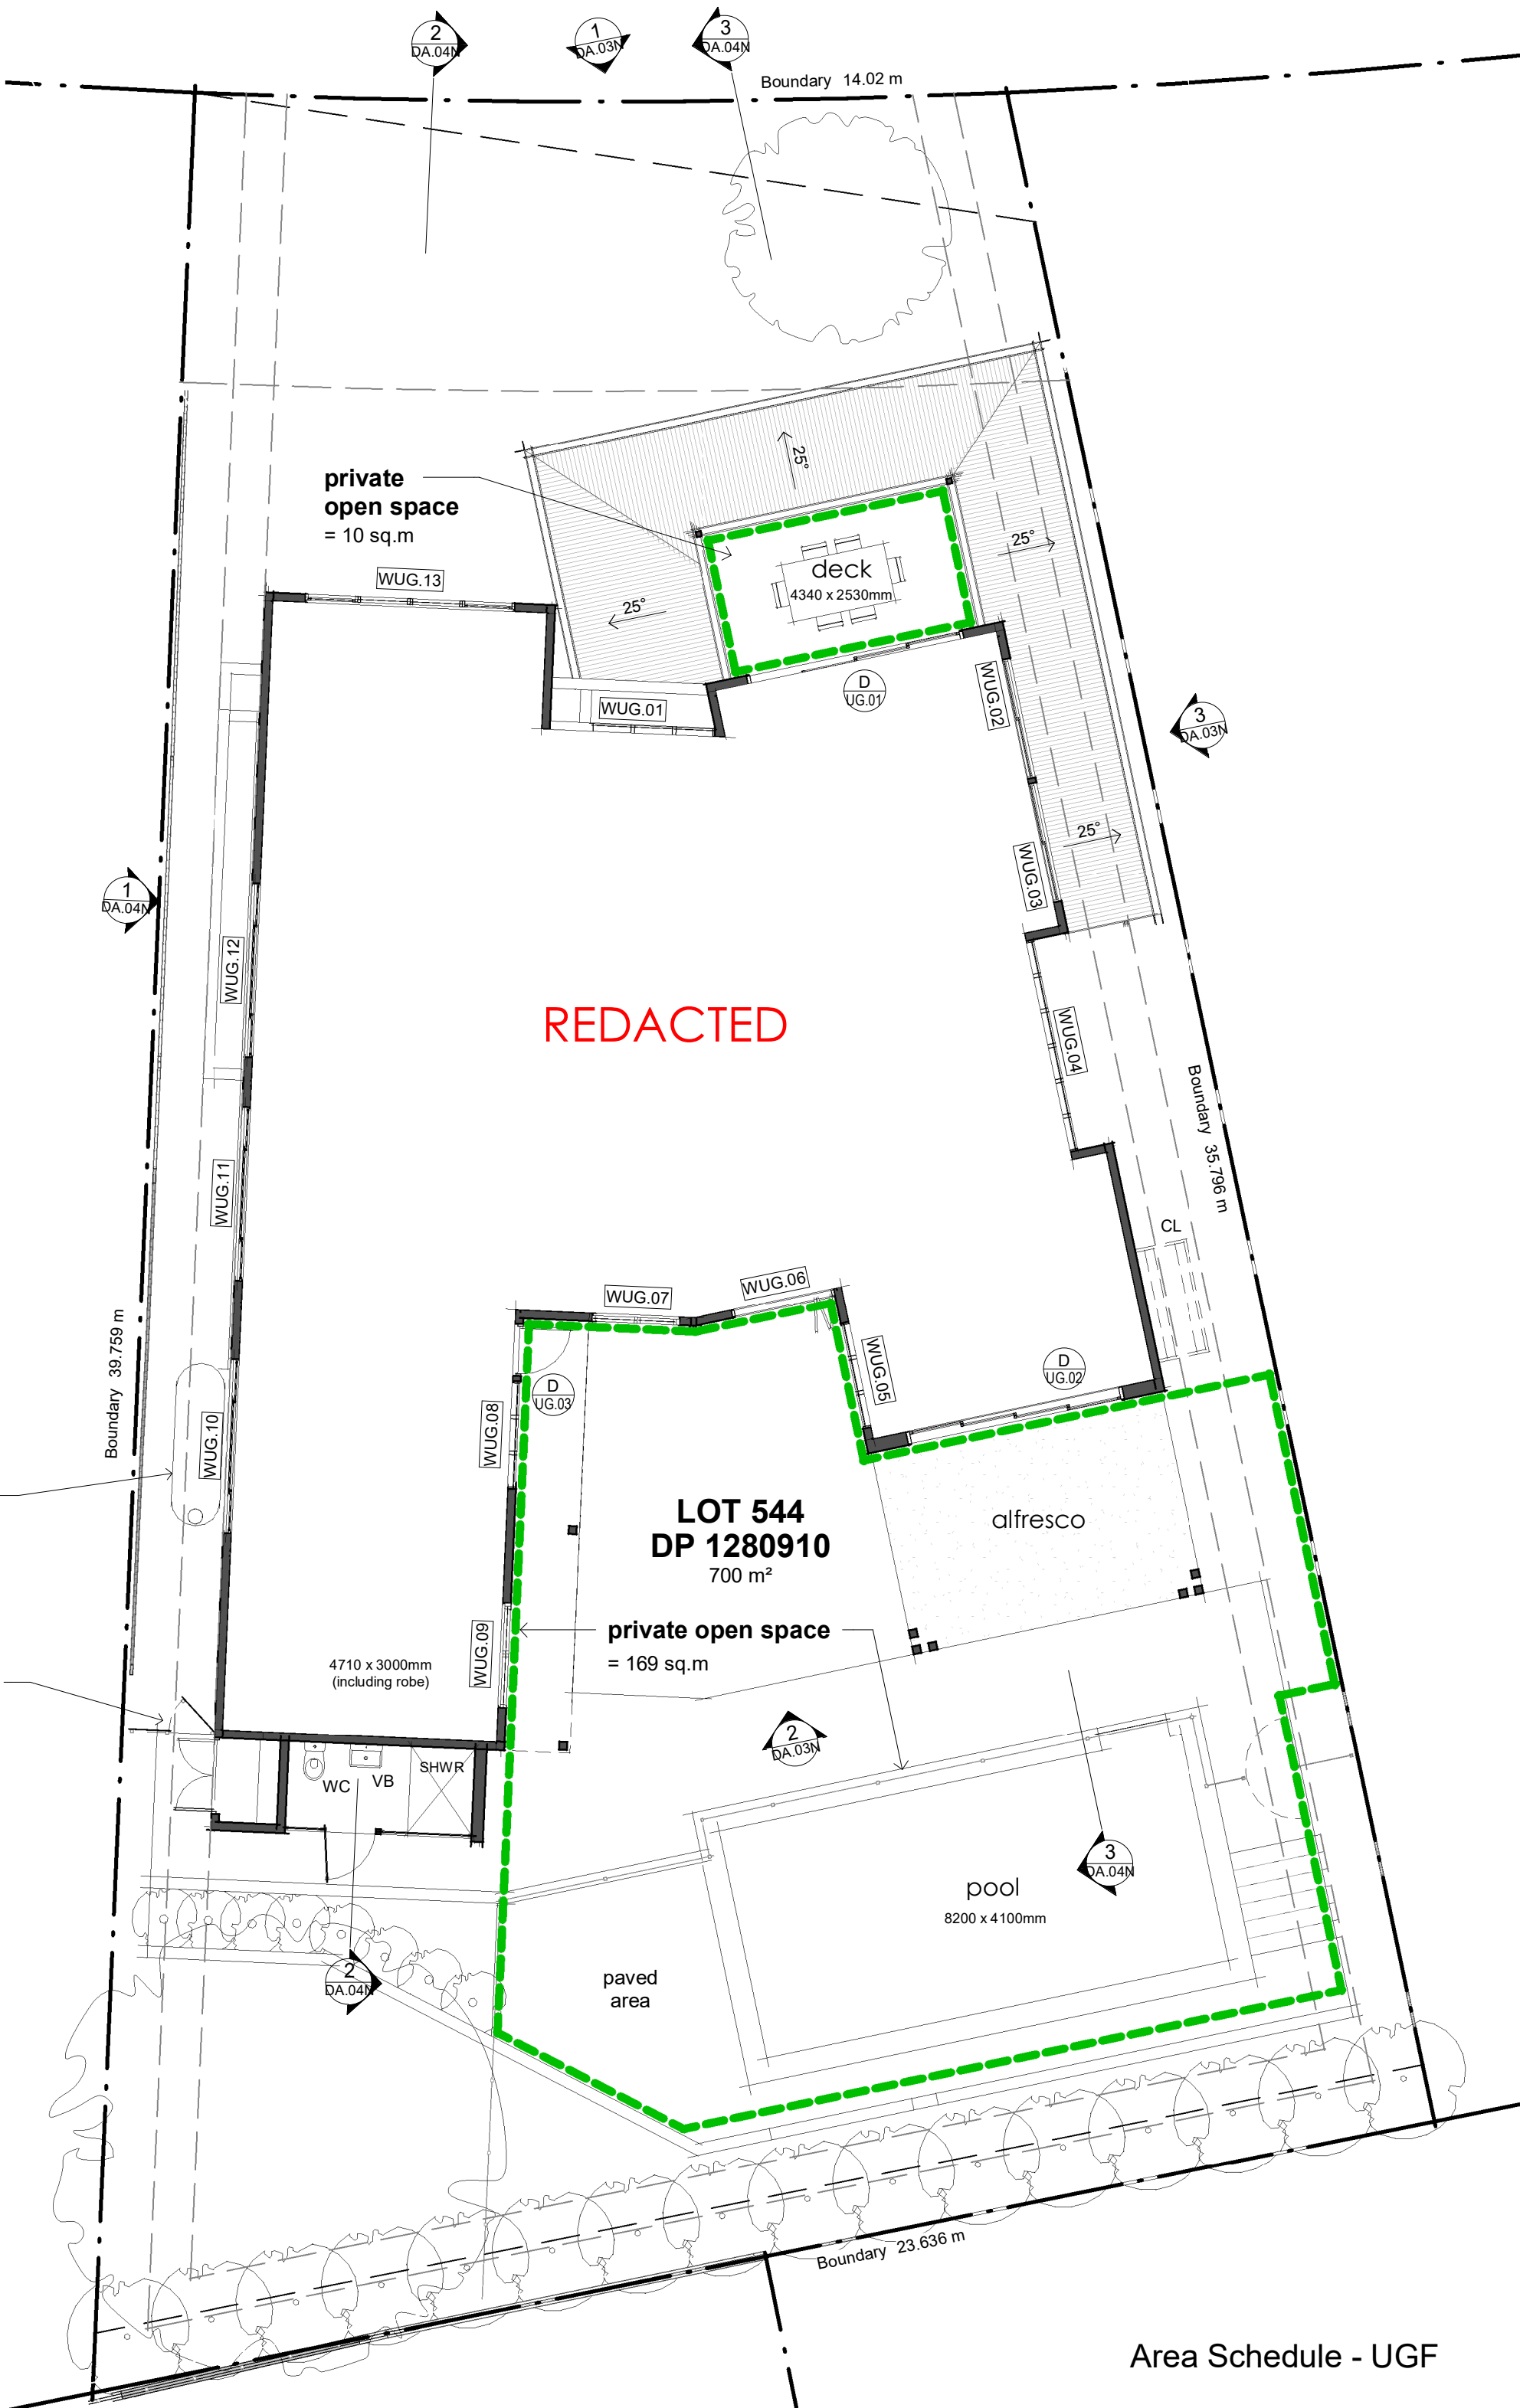 2
DA.04N
1
DA.03N
3
DA.04N
Boundary 14.02 m
private
open space
= 10 sq.m
25°
25°
25°
deck
4340 x 2530mm
WUG.13
WUG.01
D
UG.01
WUG.02
3
DA.03N
25°
WUG.03
1
DA.04N
WUG.12
REDACTED
WUG.04
Boundary 35.796 m
WUG.11
CL
WUG.07
WUG.06
WUG.05
D
UG.02
D
UG.03
Boundary 39.759 m
WUG.10
WUG.08
LOT 544
DP 1280910
700 m²
alfresco
private open space
= 169 sq.m
WUG.09
4710 x 3000mm
(including robe)
2
DA.03N
WC
VB
SHWR
3
DA.04N
pool
8200 x 4100mm
2
DA.04N
paved
area
Boundary 23.636 m
Area Schedule - UGF